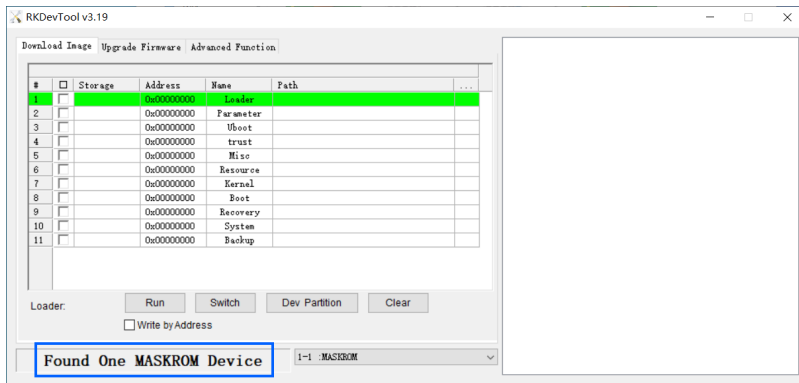 RKDevTool v3.19
Download Image Upgrade Firmware Advanced Function
# Storage Address Name Path ...
1 0x00000000 Loader
2 0x00000000 Parameter
3 0x00000000 Uboot
4 0x00000000 trust
5 0x00000000 Misc
6 0x00000000 Resource
7 0x00000000 Kernel
8 0x00000000 Boot
9 0x00000000 Recovery
10 0x00000000 System
11 0x00000000 Backup
Loader: Run Switch Dev Partition Clear
Write by Address
Found One MASKROM Device 1-1 :MASKROM